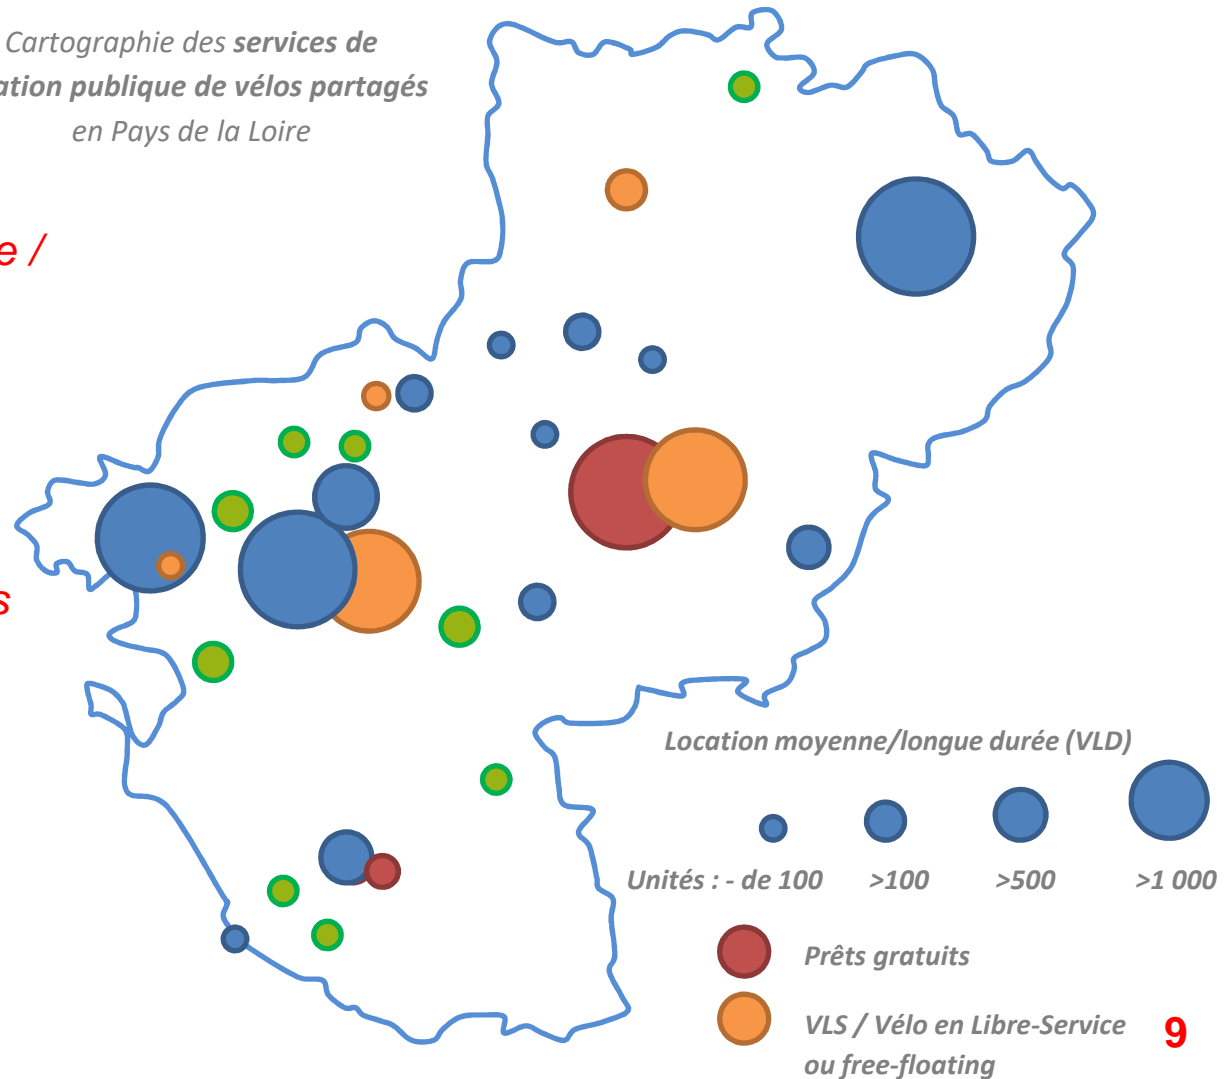 Cartographie des services de
ation publique de vélos partagés
en Pays de la Loire
e /
s
Location moyenne/longue durée (VLD)
Unités : - de 100 >100 >500 >1 000
Prêts gratuits
VLS / Vélo en Libre-Service
ou free-floating
9